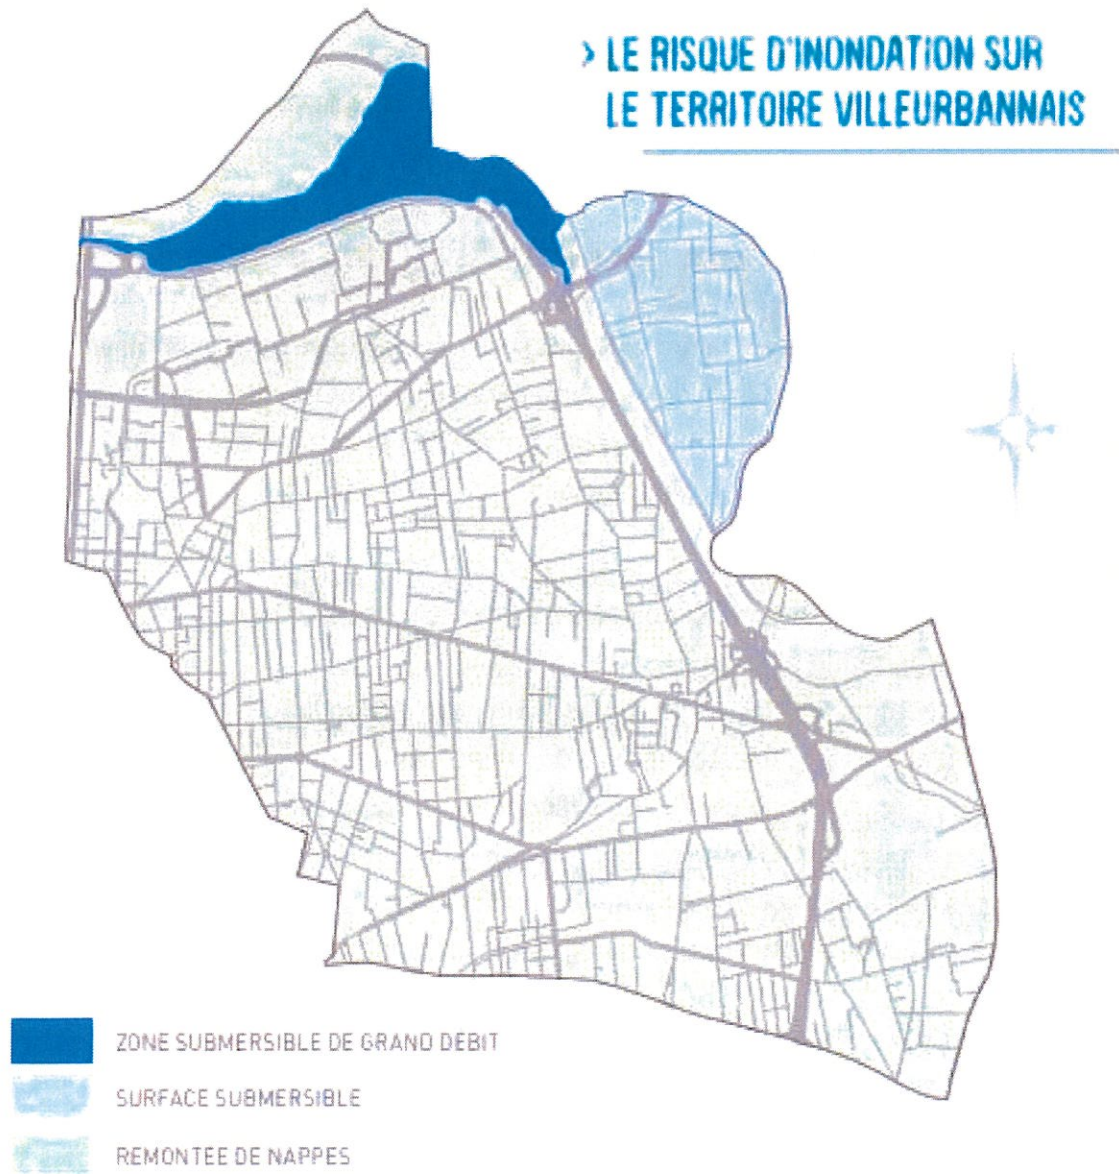 > LE RISQUE D'INONDATION SUR
LE TERRITOIRE VILLEURBANNAIS
ZONE SUBMERSIBLE DE GRAND DEBIT
SURFACE SUBMERSIBLE
REMONTEE DE NAPPES